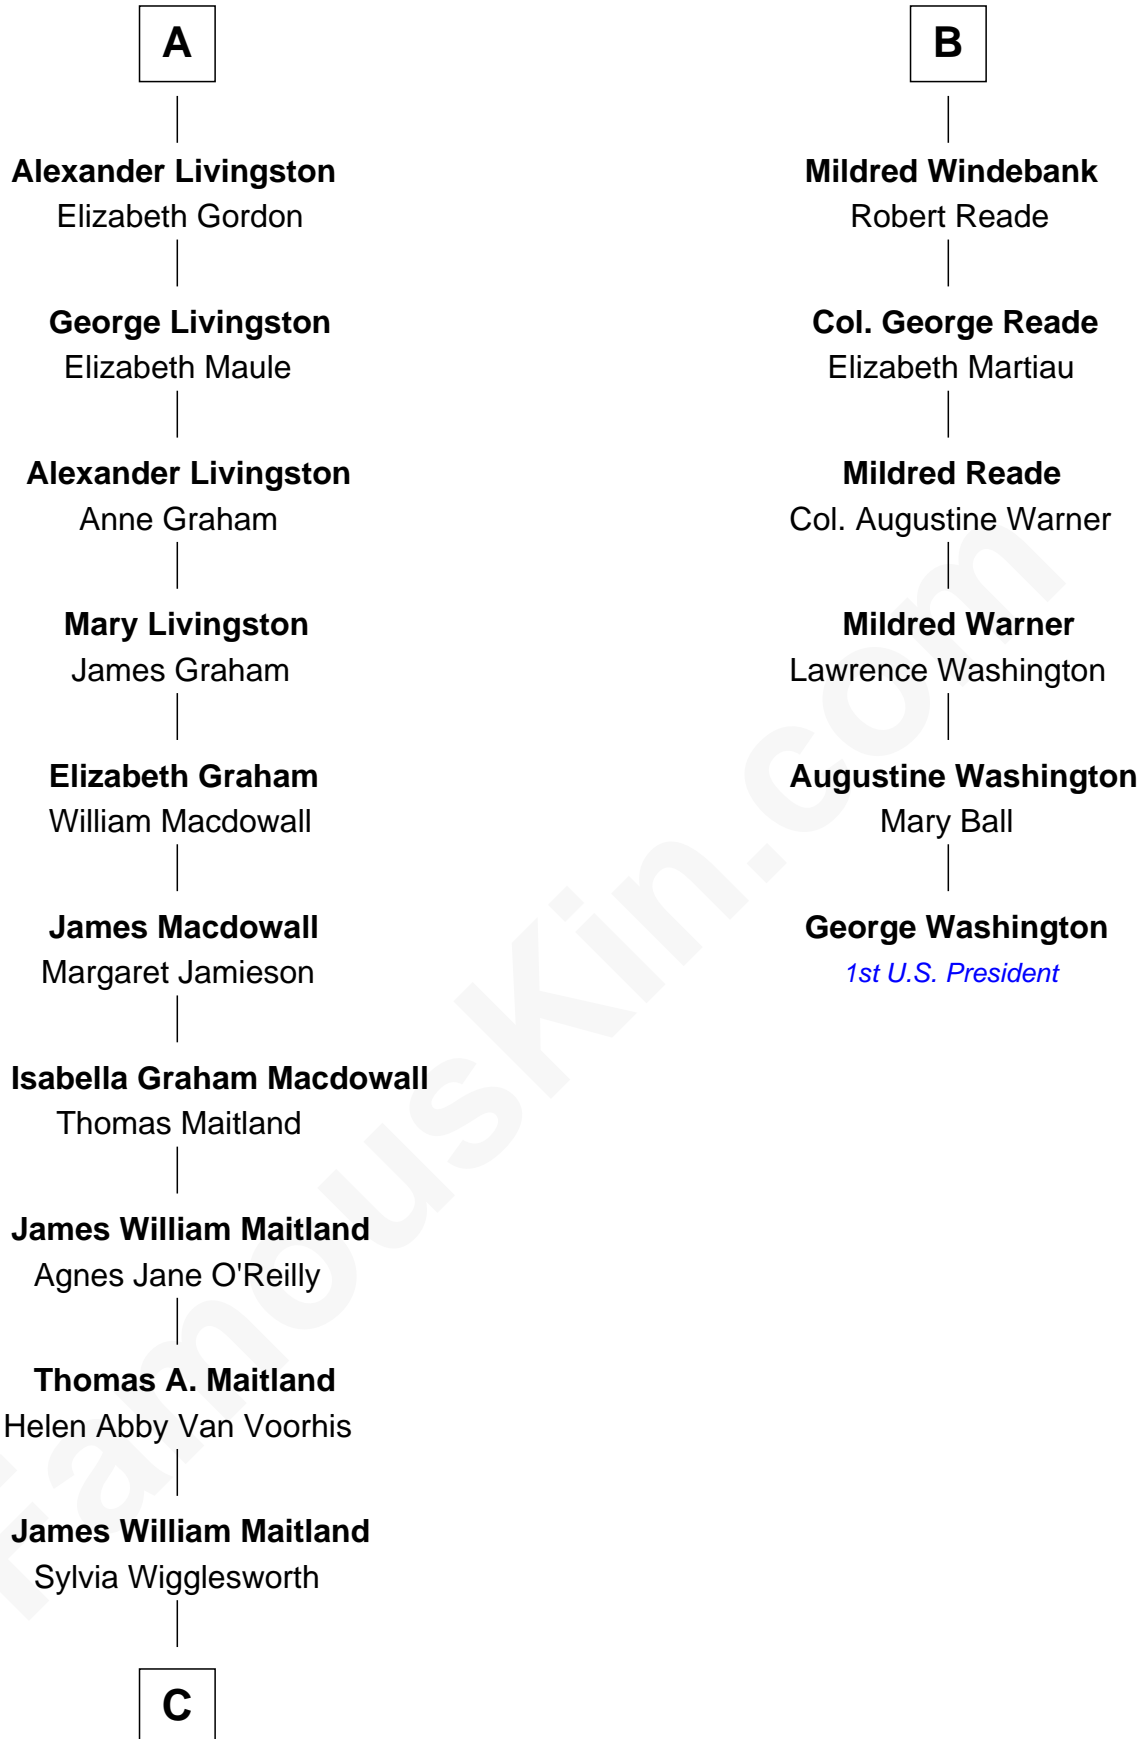 A
Alexander Livingston
Elizabeth Gordon
George Livingston
Elizabeth Maule
Alexander Livingston
Anne Graham
Mary Livingston
James Graham
Elizabeth Graham
William Macdowall
James Macdowall
Margaret Jamieson
Isabella Graham Macdowall
Thomas Maitland
James William Maitland
Agnes Jane O'Reilly
Thomas A. Maitland
Helen Abby Van Voorhis
James William Maitland
Sylvia Wigglesworth
C
B
Mildred Windebank
Robert Reade
Col. George Reade
Elizabeth Martiau
Mildred Reade
Col. Augustine Warner
Mildred Warner
Lawrence Washington
Augustine Washington
Mary Ball
George Washington
1st U.S. President
FamousKin.com